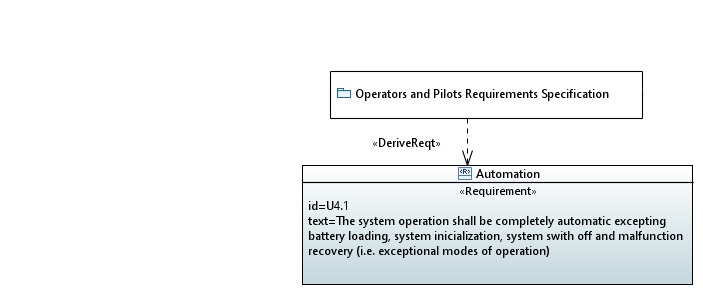 Operators and Pilots Requirements Specification
«DeriveReqt»
«R» Automation
«Requirement»
id=U4.1
text=The system operation shall be completely automatic excepting
battery loading, system inicialization, system swith off and malfunction
recovery (i.e. exceptional modes of operation)